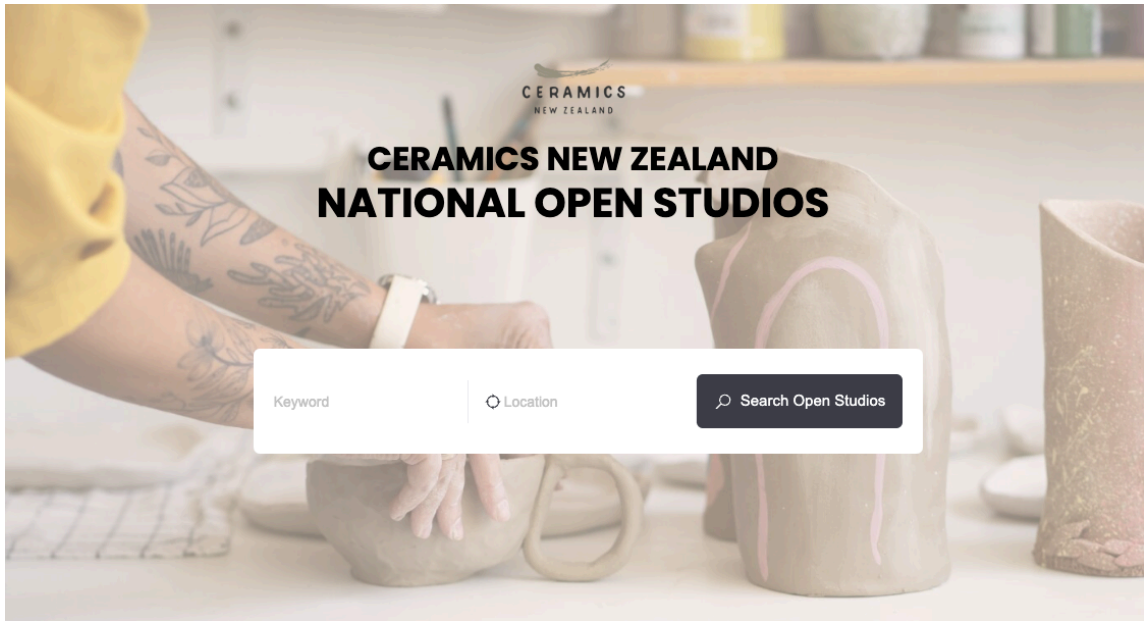 CERAMICS
NEW ZEALAND
CERAMICS NEW ZEALAND
NATIONAL OPEN STUDIOS
Keyword
Location
Search Open Studios